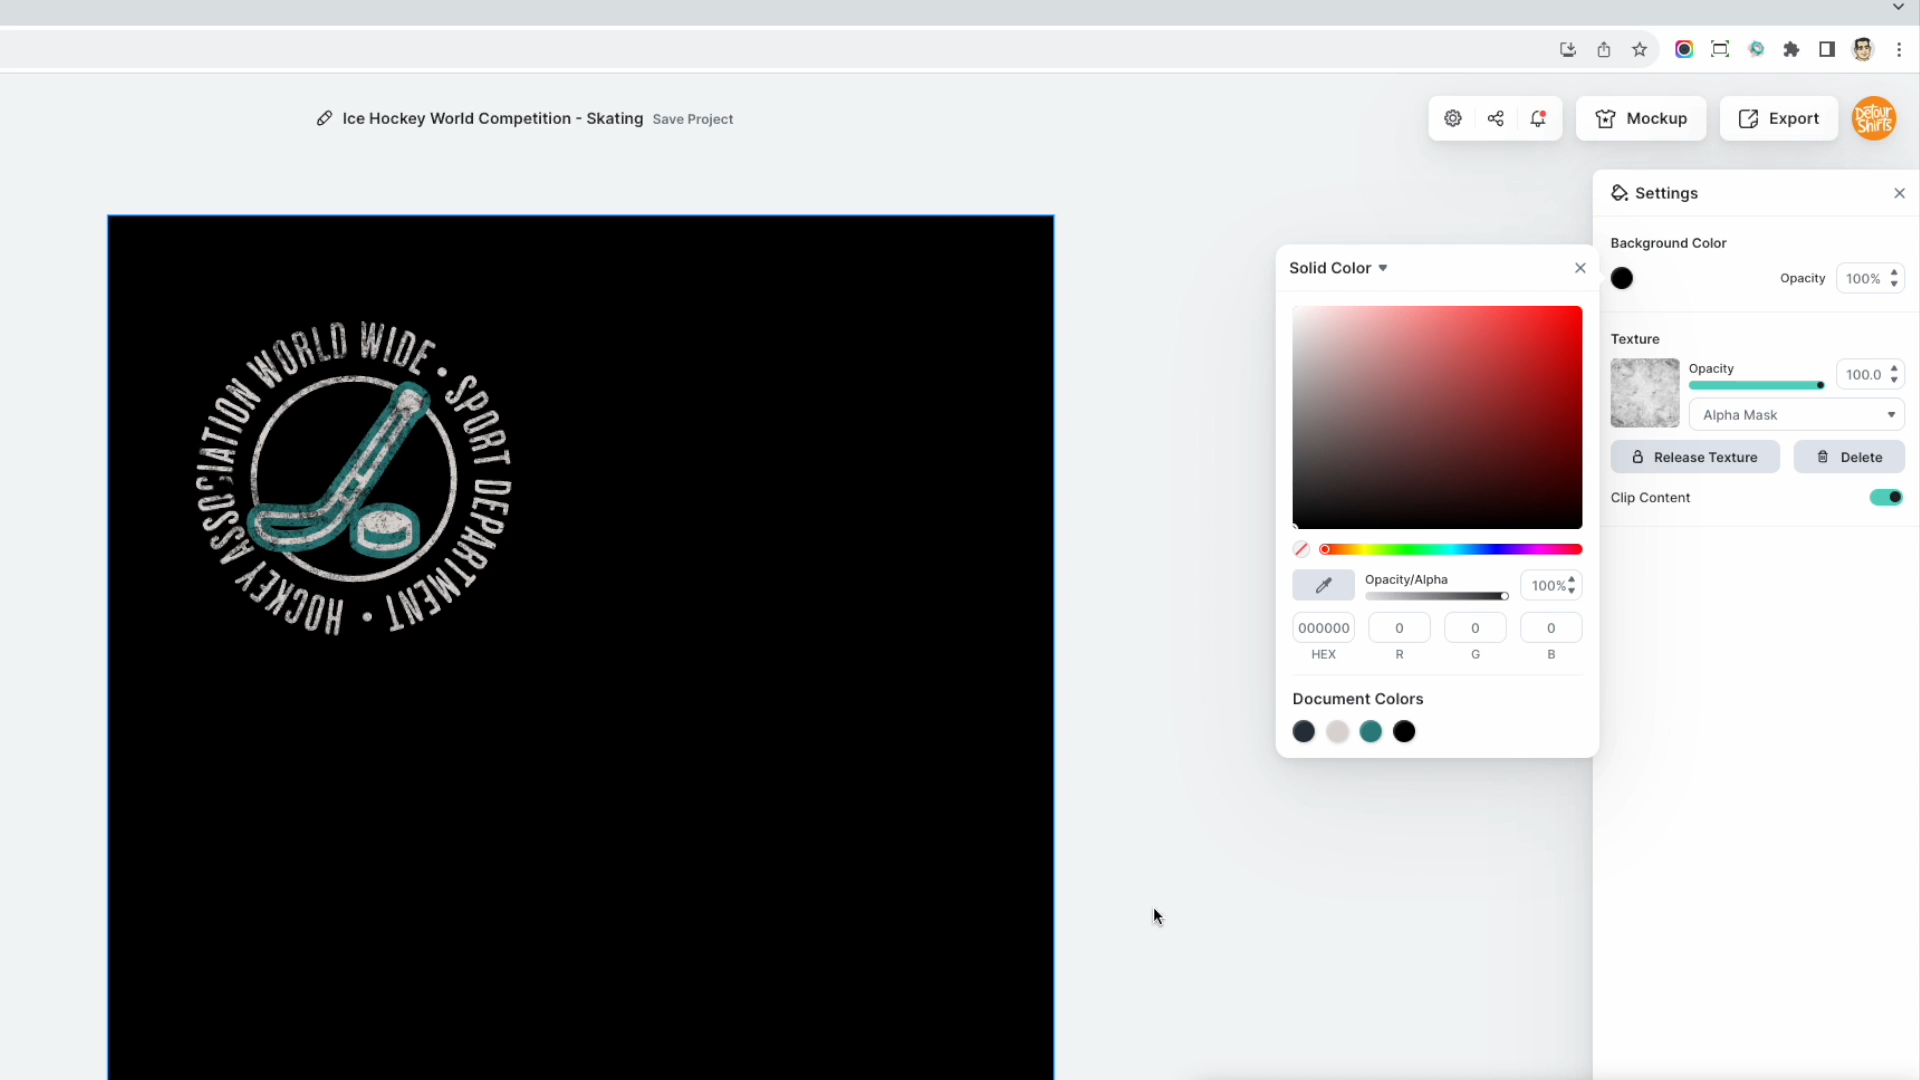 Ice Hockey World Competition - Skating Save Project
Mockup
Export
Detour Shirts
Settings
Background Color
Opacity 100%
Texture
Opacity 100.0
Alpha Mask
Release Texture
Delete
Clip Content
Solid Color
Opacity/Alpha 100%
000000 0 0 0
HEX R G B
Document Colors
HOCKEY ASSOCIATION WORLD WIDE • SPORT DEPARTMENT •